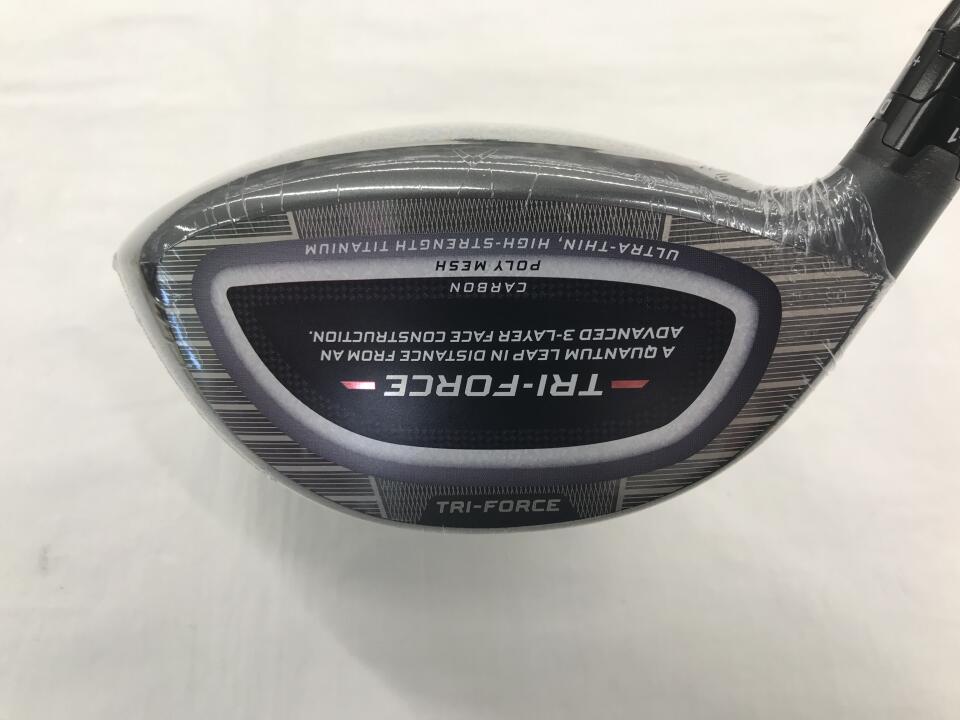 TRI-FORCE
A QUANTUM LEAP IN DISTANCE FROM AN
ADVANCED 3-LAYER FACE CONSTRUCTION.
CARBON
POLY MESH
ULTRA-THIN, HIGH-STRENGTH TITANIUM
TRI-FORCE
+
1